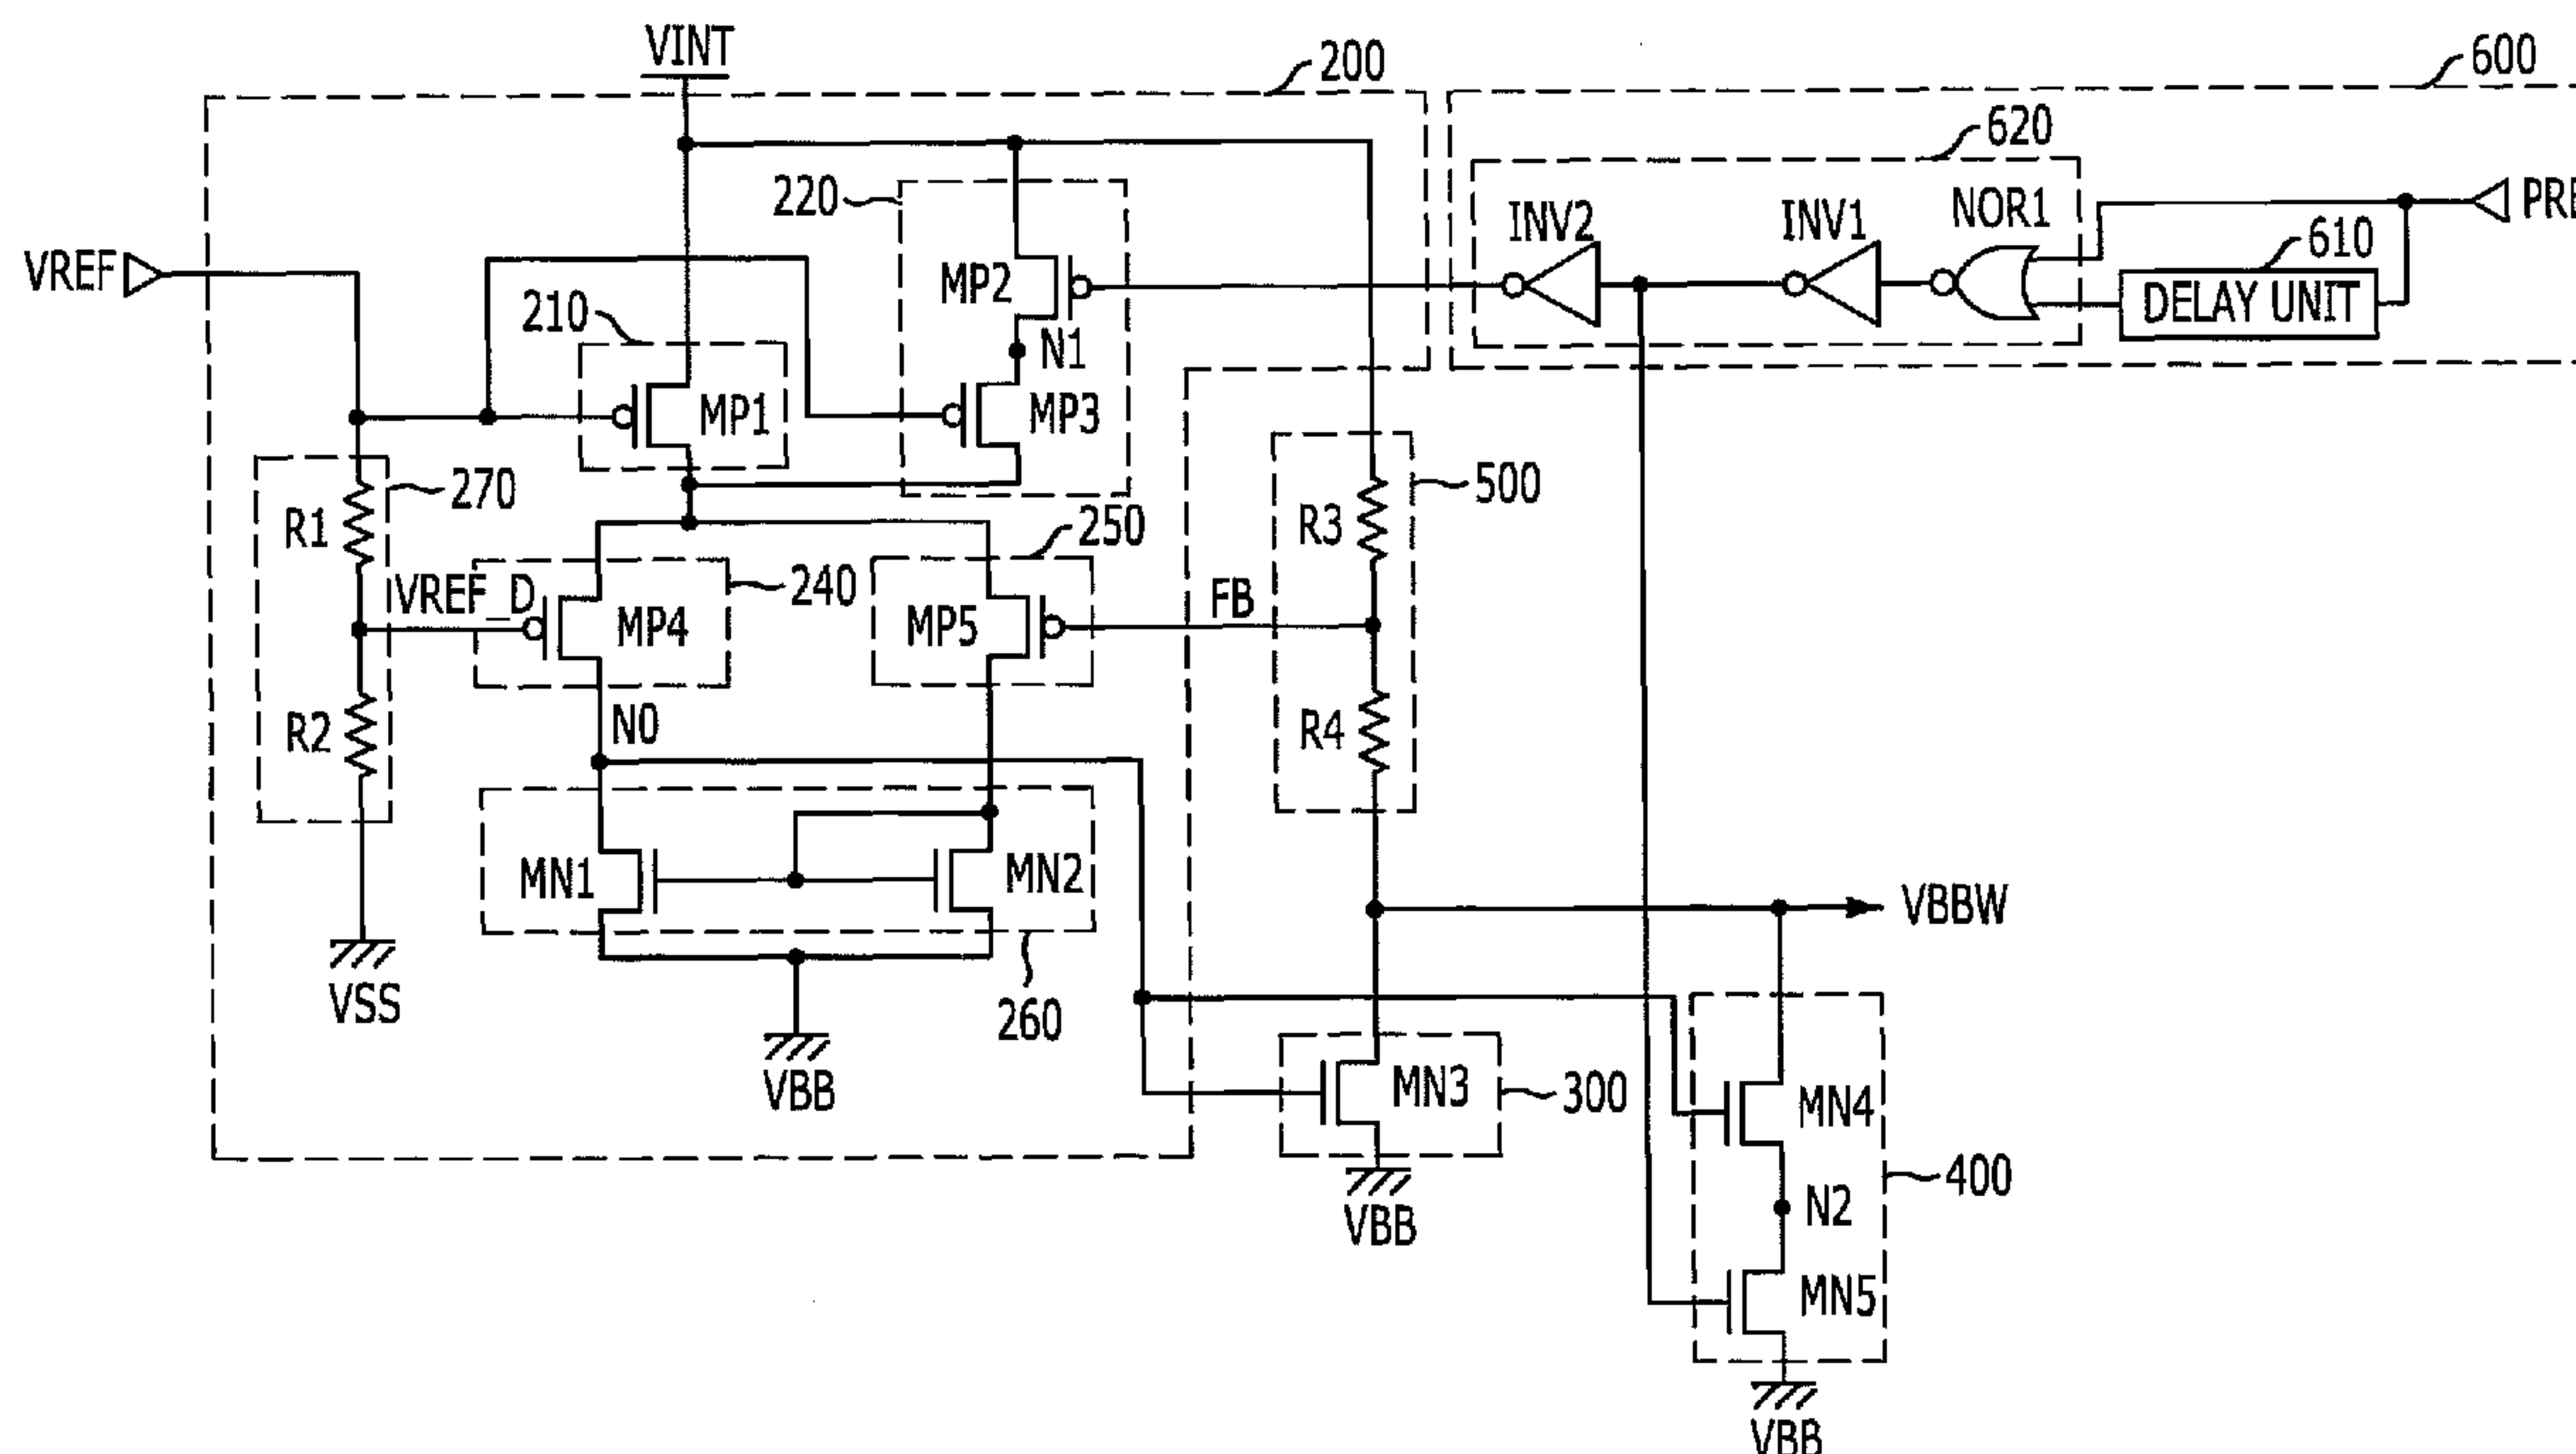 VINT
200
600
620
220
INV2
INV1
NOR1
PRE
610
VREF
MP2
DELAY UNIT
210
N1
MP1
MP3
270
500
R1
R3
250
VREF_D
240
FB
MP4
MP5
R2
N0
R4
MN1
MN2
VBBW
VSS
260
VBB
MN3
300
MN4
400
N2
VBB
MN5
VBB